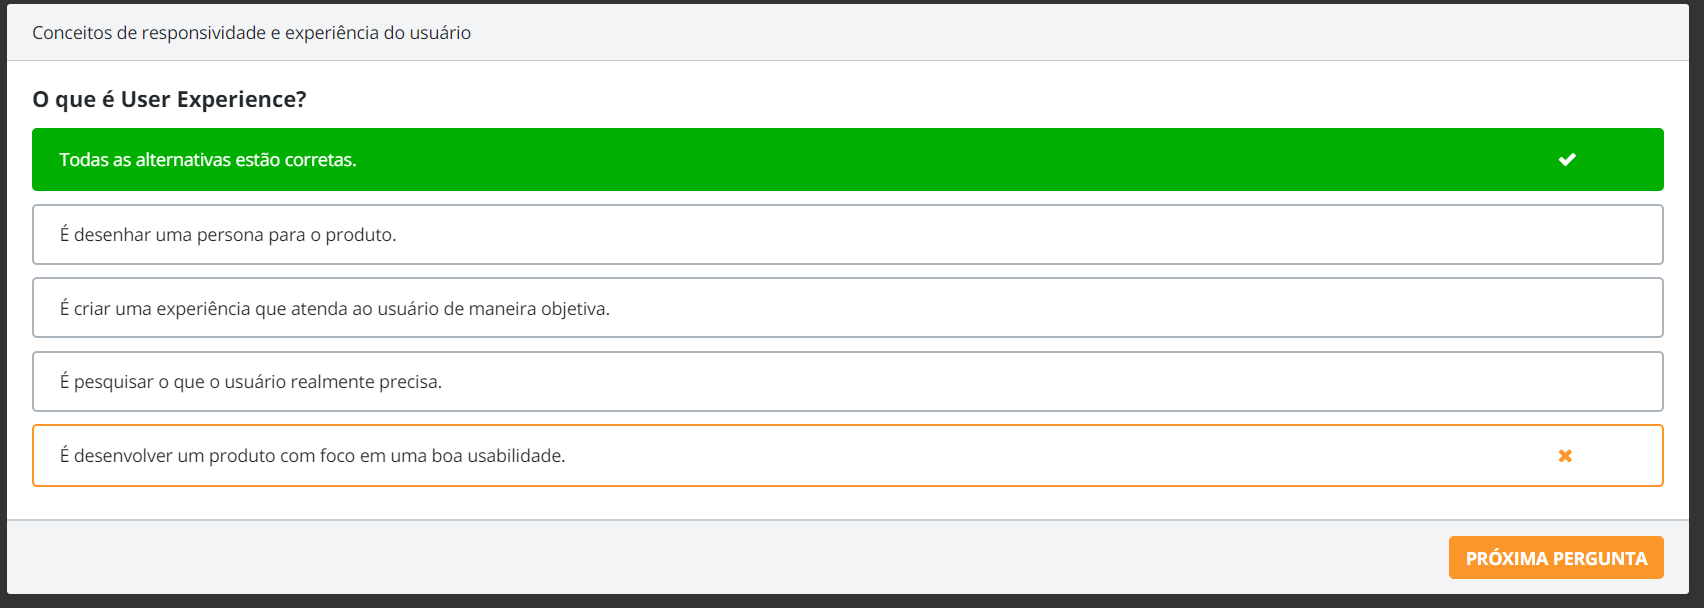 Conceitos de responsividade e experiência do usuário
O que é User Experience?
Todas as alternativas estão corretas.
É desenhar uma persona para o produto.
É criar uma experiência que atenda ao usuário de maneira objetiva.
É pesquisar o que o usuário realmente precisa.
É desenvolver um produto com foco em uma boa usabilidade.
PRÓXIMA PERGUNTA